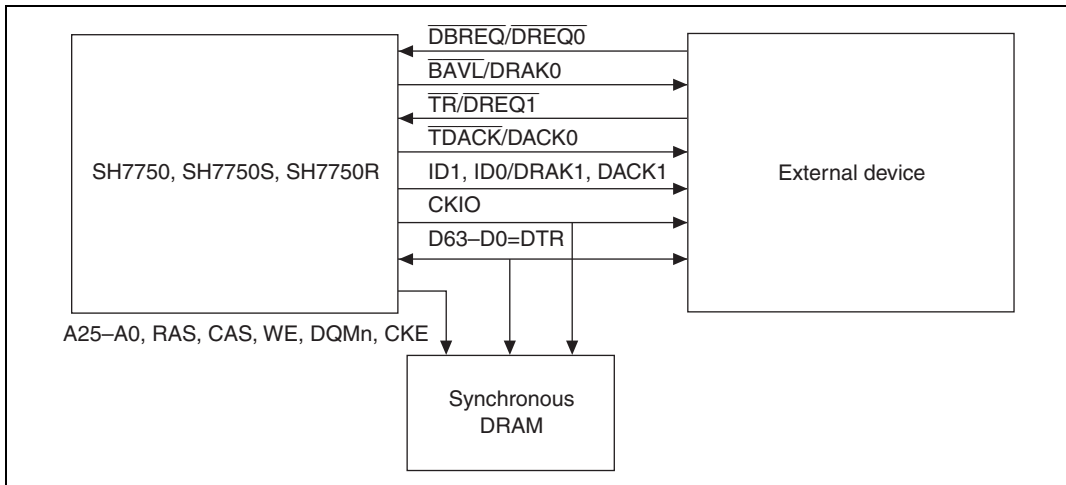 DBREQ/DREQ0
BAVL/DRAK0
TR/DREQ1
TDACK/DACK0
ID1, ID0/DRAK1, DACK1
CKIO
D63–D0=DTR
SH7750, SH7750S, SH7750R
External device
A25–A0, RAS, CAS, WE, DQMn, CKE
Synchronous
DRAM